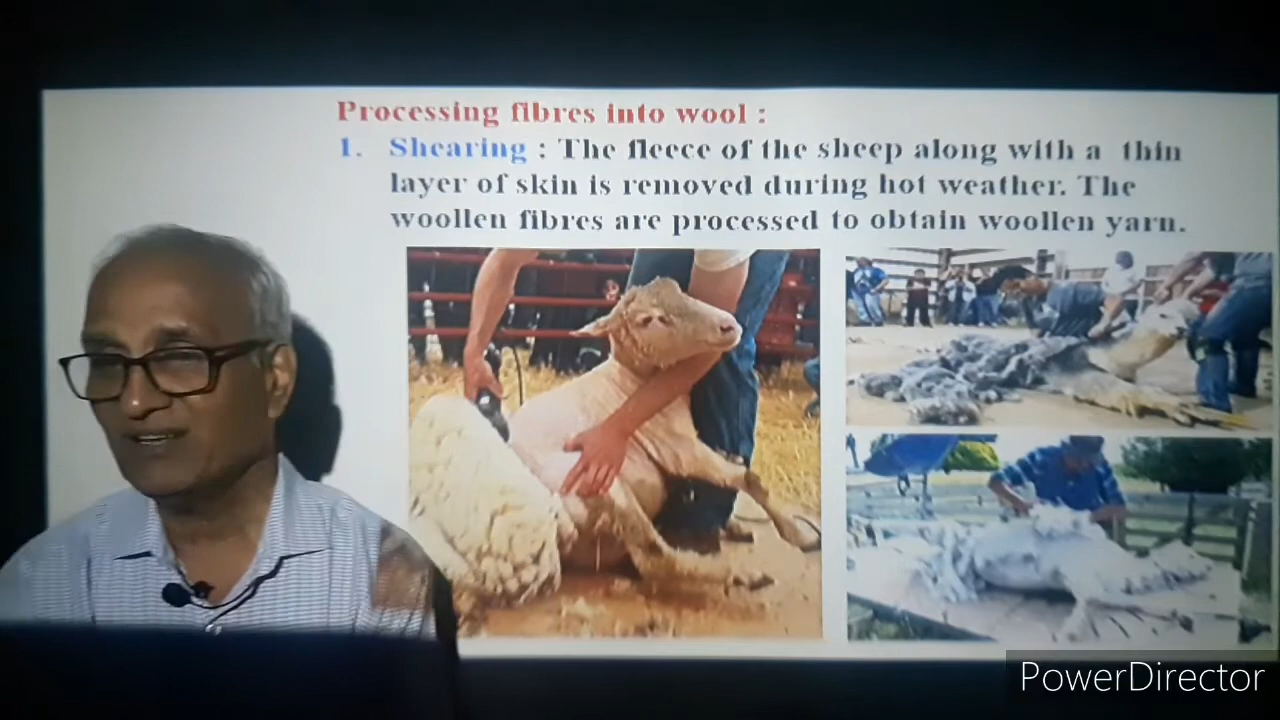 Processing fibres into wool :
1. Shearing : The fleece of the sheep along with a thin
layer of skin is removed during hot weather. The
woollen fibres are processed to obtain woollen yarn.
PowerDirector